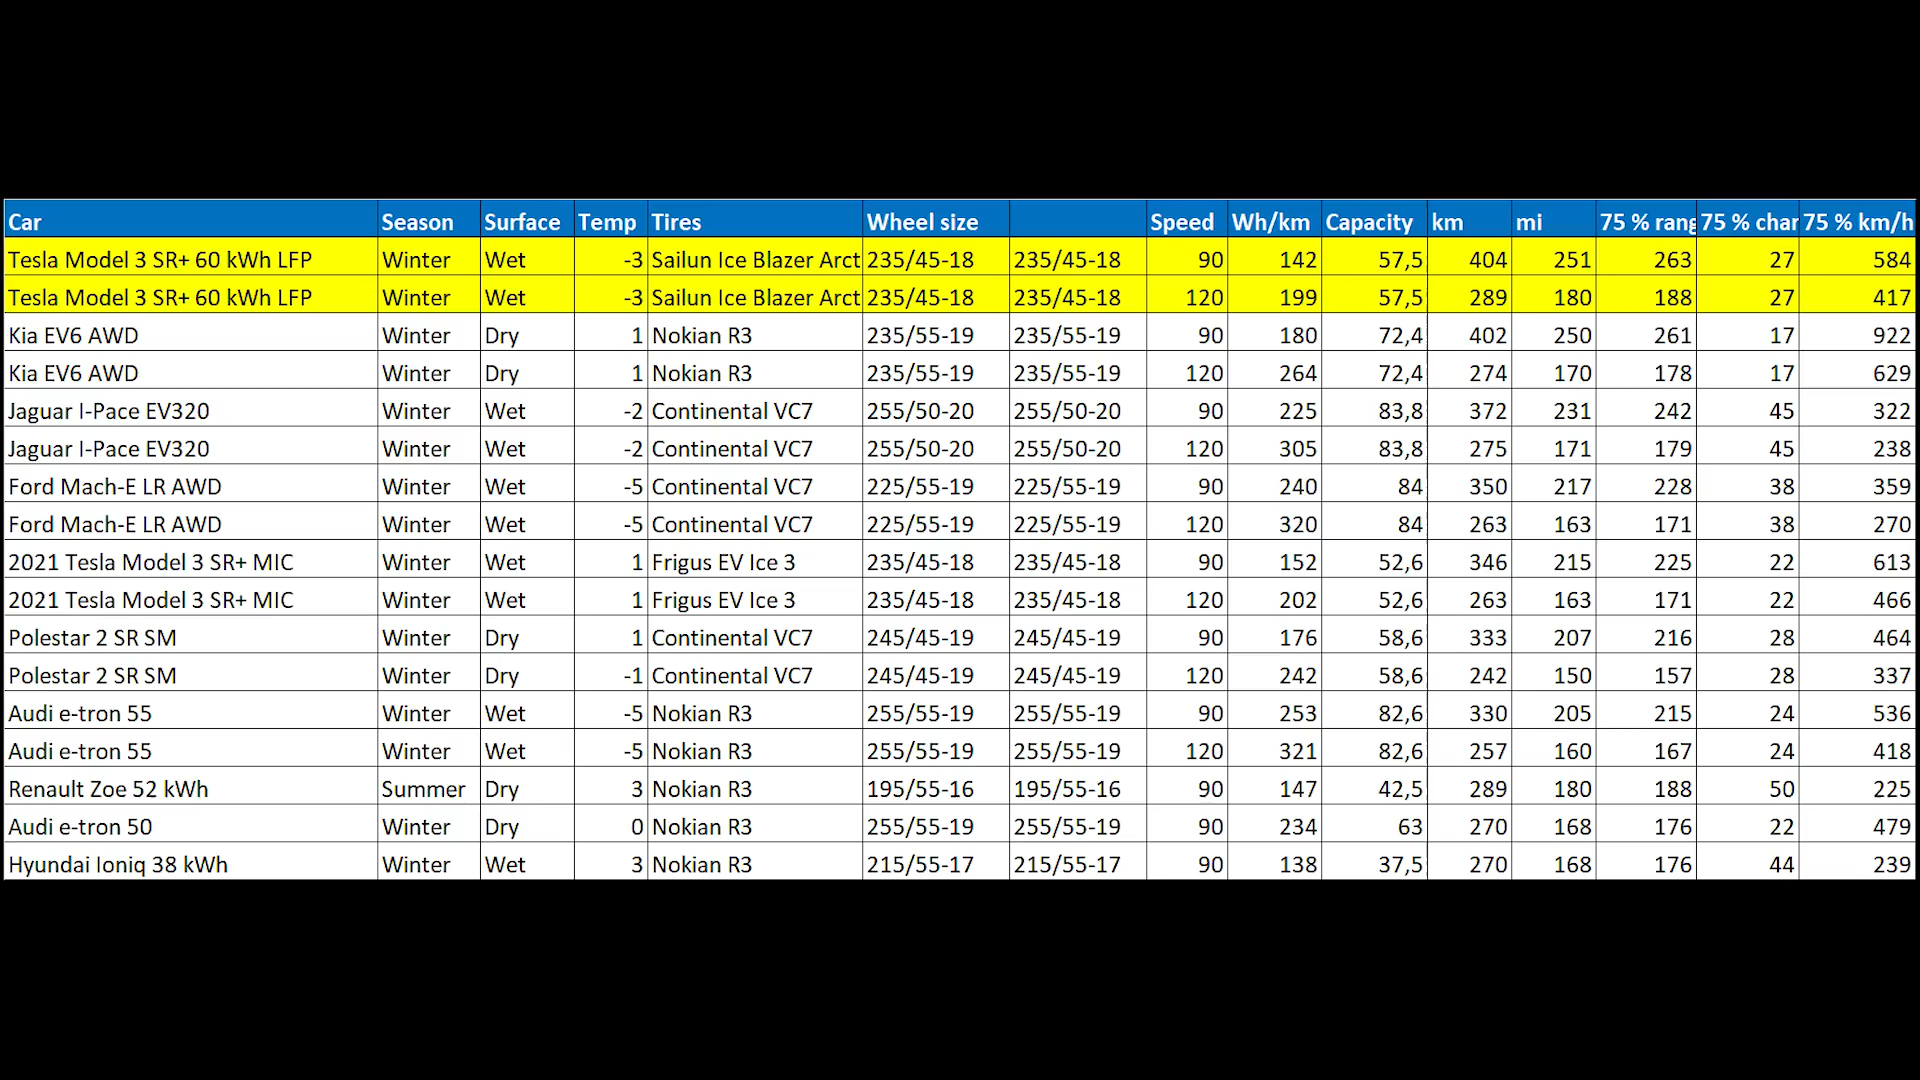 Car Season Surface Temp Tires Wheel size Speed Wh/km Capacity km mi 75 % rang 75 % char 75 % km/h
Tesla Model 3 SR+ 60 kWh LFP Winter Wet -3 Sailun Ice Blazer Arct 235/45-18 235/45-18 90 142 57,5 404 251 263 27 584
Tesla Model 3 SR+ 60 kWh LFP Winter Wet -3 Sailun Ice Blazer Arct 235/45-18 235/45-18 120 199 57,5 289 180 188 27 417
Kia EV6 AWD Winter Dry 1 Nokian R3 235/55-19 235/55-19 90 180 72,4 402 250 261 17 922
Kia EV6 AWD Winter Dry 1 Nokian R3 235/55-19 235/55-19 120 264 72,4 274 170 178 17 629
Jaguar I-Pace EV320 Winter Wet -2 Continental VC7 255/50-20 255/50-20 90 225 83,8 372 231 242 45 322
Jaguar I-Pace EV320 Winter Wet -2 Continental VC7 255/50-20 255/50-20 120 305 83,8 275 171 179 45 238
Ford Mach-E LR AWD Winter Wet -5 Continental VC7 225/55-19 225/55-19 90 240 84 350 217 228 38 359
Ford Mach-E LR AWD Winter Wet -5 Continental VC7 225/55-19 225/55-19 120 320 84 263 163 171 38 270
2021 Tesla Model 3 SR+ MIC Winter Wet 1 Frigus EV Ice 3 235/45-18 235/45-18 90 152 52,6 346 215 225 22 613
2021 Tesla Model 3 SR+ MIC Winter Wet 1 Frigus EV Ice 3 235/45-18 235/45-18 120 202 52,6 263 163 171 22 466
Polestar 2 SR SM Winter Dry 1 Continental VC7 245/45-19 245/45-19 90 176 58,6 333 207 216 28 464
Polestar 2 SR SM Winter Dry -1 Continental VC7 245/45-19 245/45-19 120 242 58,6 242 150 157 28 337
Audi e-tron 55 Winter Wet -5 Nokian R3 255/55-19 255/55-19 90 253 82,6 330 205 215 24 536
Audi e-tron 55 Winter Wet -5 Nokian R3 255/55-19 255/55-19 120 321 82,6 257 160 167 24 418
Renault Zoe 52 kWh Summer Dry 3 Nokian R3 195/55-16 195/55-16 90 147 42,5 289 180 188 50 225
Audi e-tron 50 Winter Dry 0 Nokian R3 255/55-19 255/55-19 90 234 63 270 168 176 22 479
Hyundai Ioniq 38 kWh Winter Wet 3 Nokian R3 215/55-17 215/55-17 90 138 37,5 270 168 176 44 239